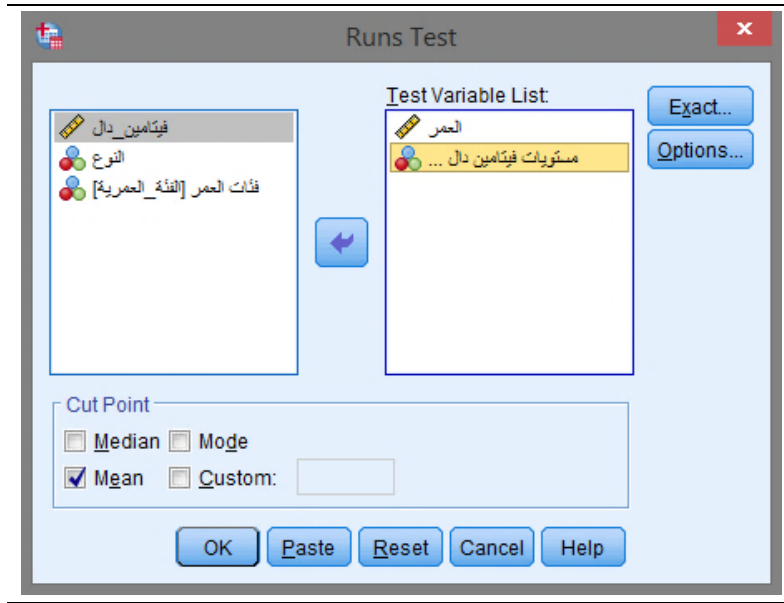 Runs Test
Test Variable List:
فيتامين_دال
النوع
فئات العمر [الفئة_العمرية]
العمر
مستويات فيتامين دال ...
Exact...
Options...
Cut Point
Median
Mode
Mean
Custom:
OK
Paste
Reset
Cancel
Help